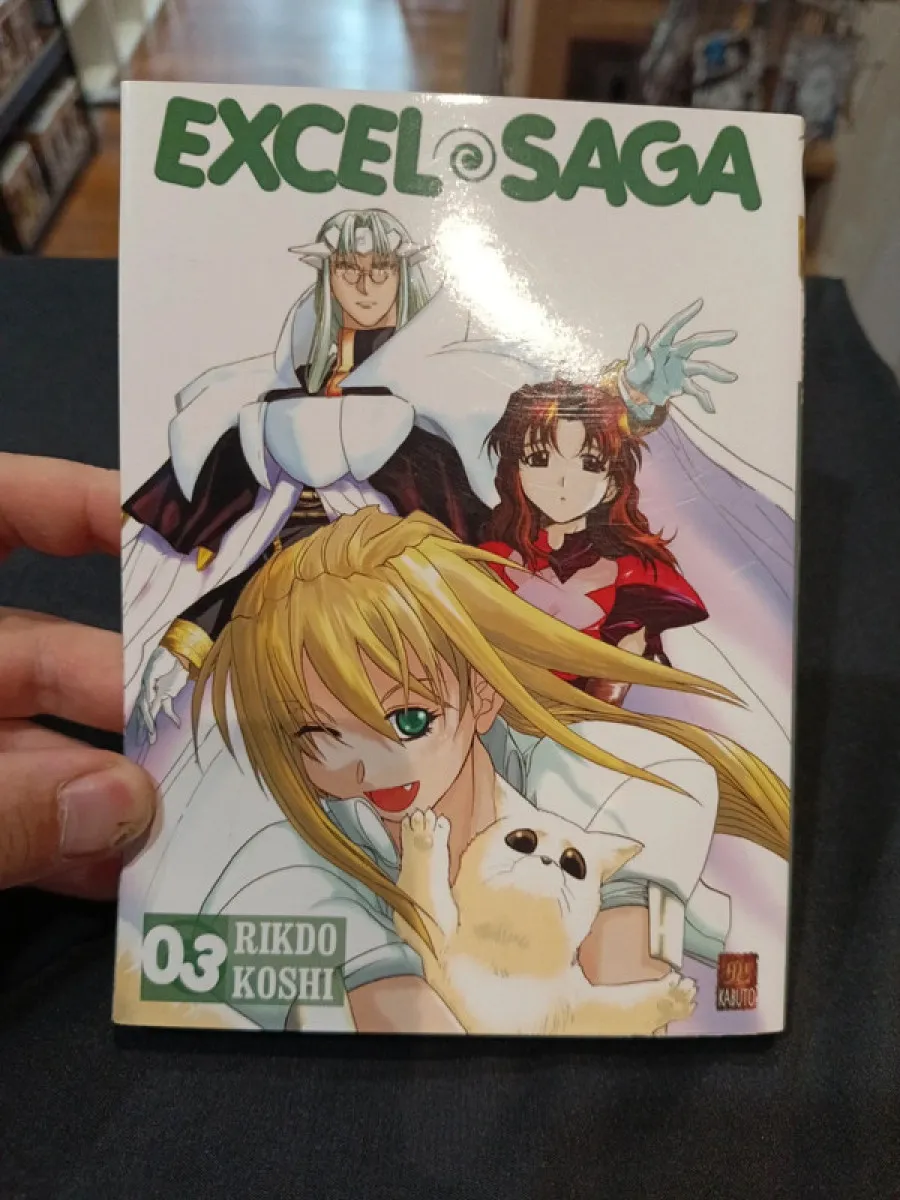 EXCEL SAGA
03
RIKDO
KOSHI
KABUTO